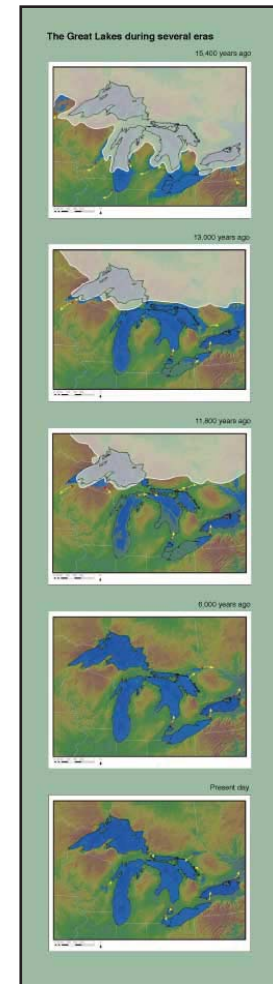 The Great Lakes during several eras
15,400 years ago
13,000 years ago
11,800 years ago
6,000 years ago
Present day